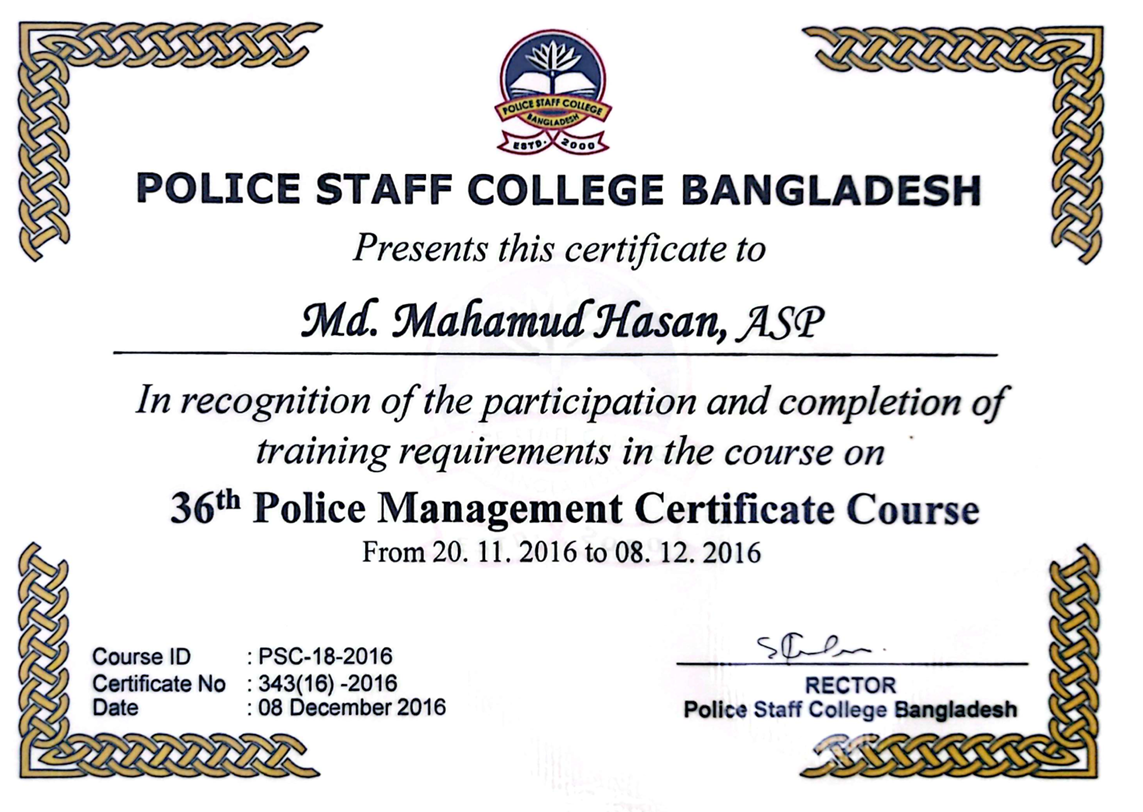 POLICE STAFF COLLEGE
BANGLADESH
ESTD. 2000
POLICE STAFF COLLEGE BANGLADESH
Presents this certificate to
Md. Mahamud Hasan, ASP
In recognition of the participation and completion of
training requirements in the course on
36th Police Management Certificate Course
From 20. 11. 2016 to 08. 12. 2016
Course ID : PSC-18-2016
Certificate No : 343(16) -2016
Date : 08 December 2016
RECTOR
Police Staff College Bangladesh